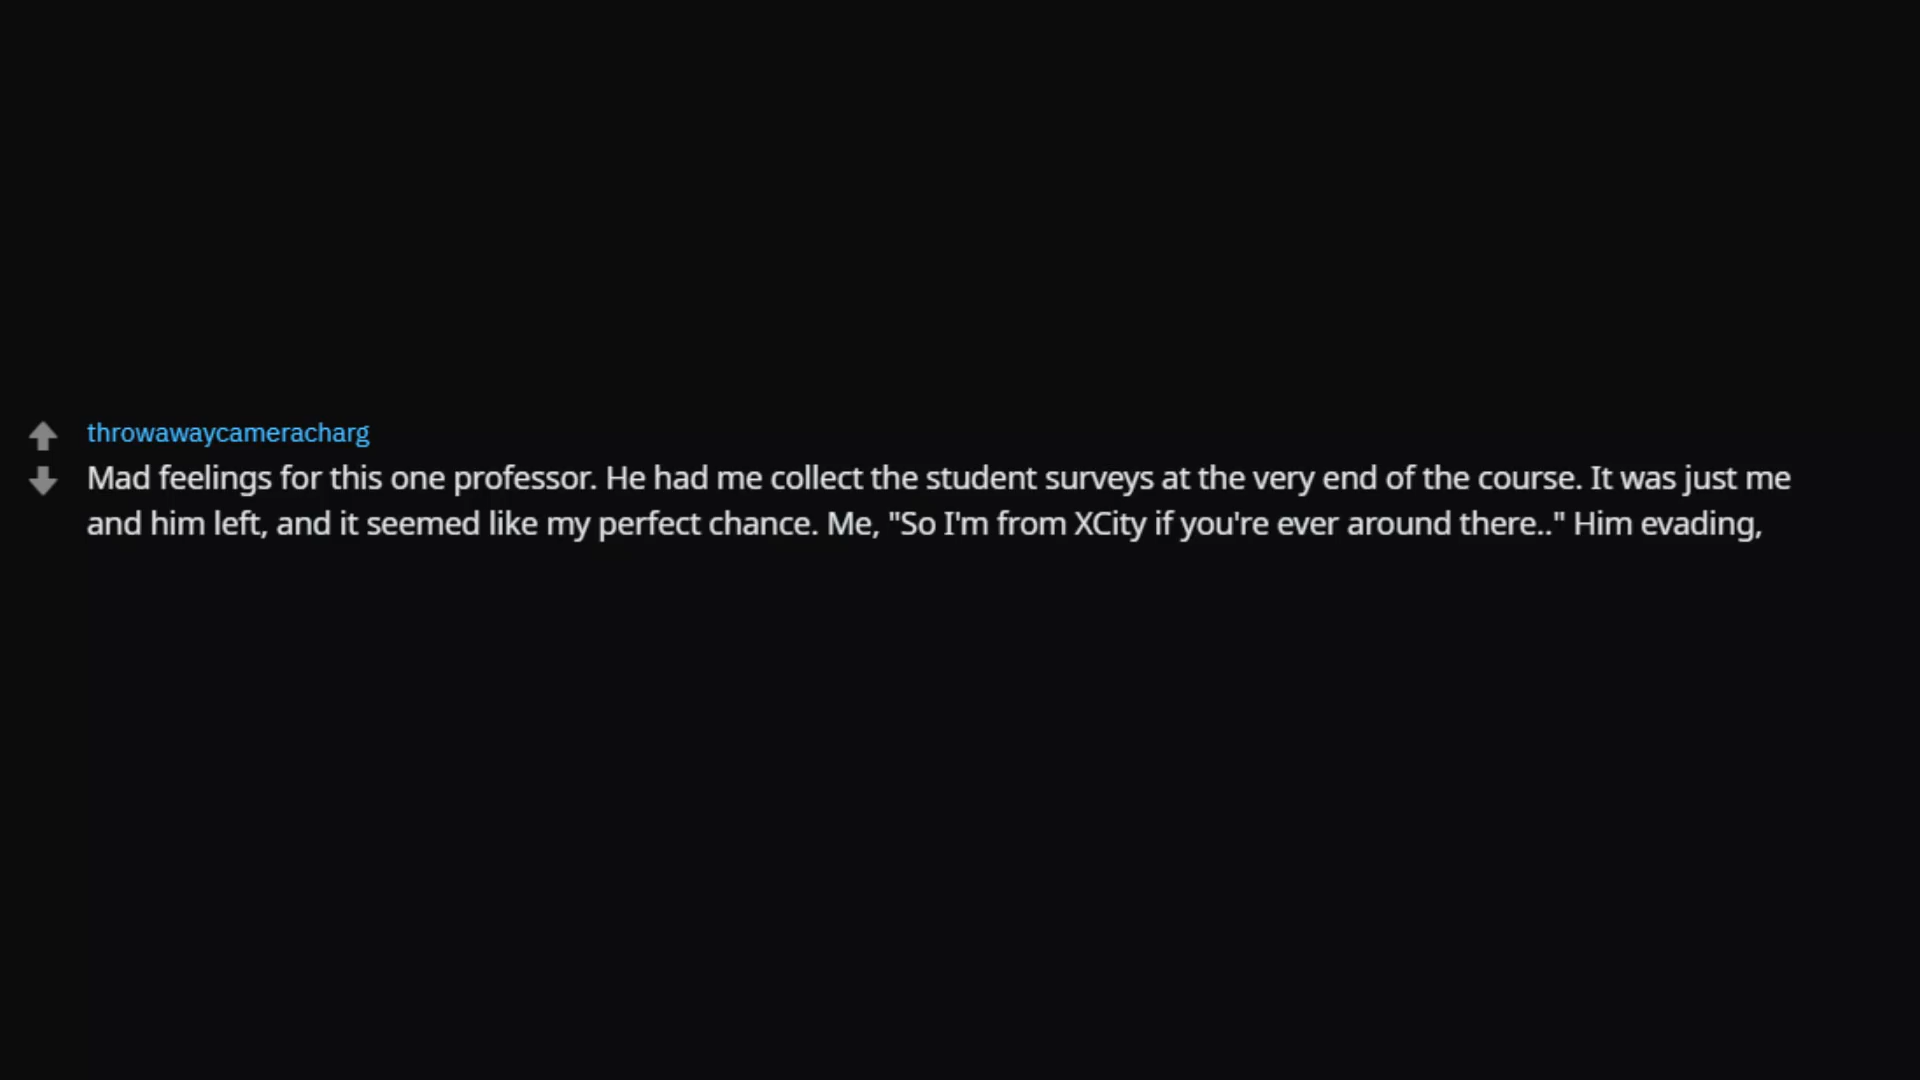 throwawaycameracharg
Mad feelings for this one professor. He had me collect the student surveys at the very end of the course. It was just me
and him left, and it seemed like my perfect chance. Me, "So I'm from XCity if you're ever around there.." Him evading,